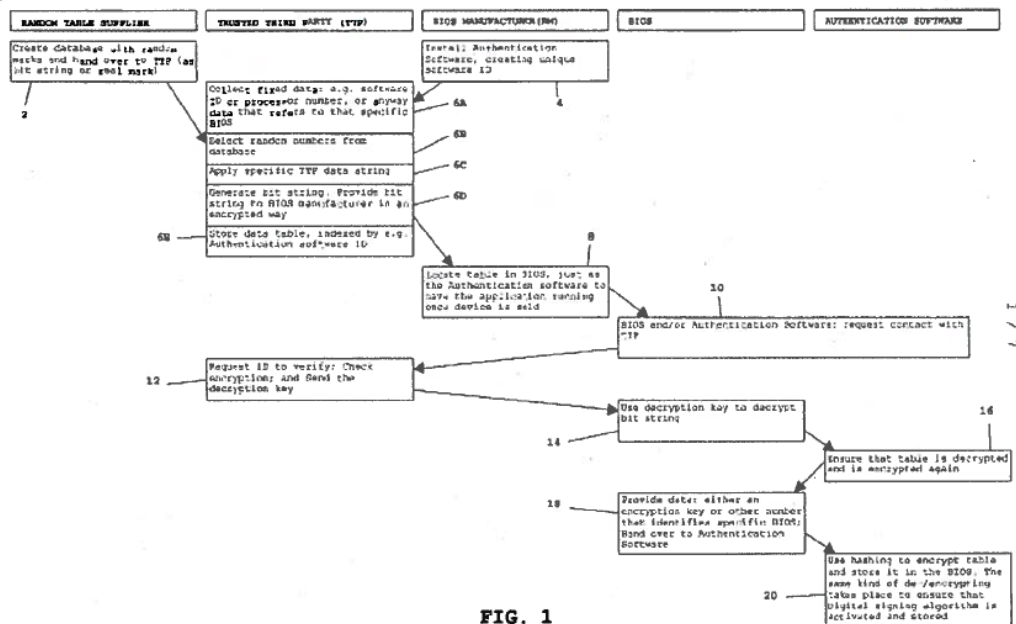 RANDOM TABLE SUPPLIER
TRUSTED THIRD PARTY (TTP)
BIOS MANUFACTURER(BM)
BIOS
AUTHENTICATION SOFTWARE
Create database with random
marks and hand over to TTP (as
bit string or real mark)
2
Install Authentication
Software, creating unique
software ID
4
Collect fixed data: e.g. software
ID or processor number, or anyway
data that refers to that specific
BIOS
6A
Select random numbers from
database
6B
Apply specific TTP data string
6C
Generate bit string. Provide bit
string to BIOS manufacturer in an
encrypted way
6D
Store data table, indexed by e.g.
Authentication software ID
6E
8
Locate table in BIOS, just as
the Authentication software to
have the application running
once device is sold
10
BIOS and/or Authentication Software: request contact with
TTP
12
Request ID to verify; Check
encryption; and Send the
decryption key
Use decryption key to decrypt
bit string
14
16
Ensure that table is decrypted
and is encrypted again
18
Provide data: either an
encryption key or other number
that identifies specific BIOS;
Hand over to Authentication
Software
Use hashing to encrypt table
and store it in the BIOS. The
same kind of de-/encrypting
takes place to ensure that
Digital signing algorithm is
activated and stored
20
1/1
FIG. 1